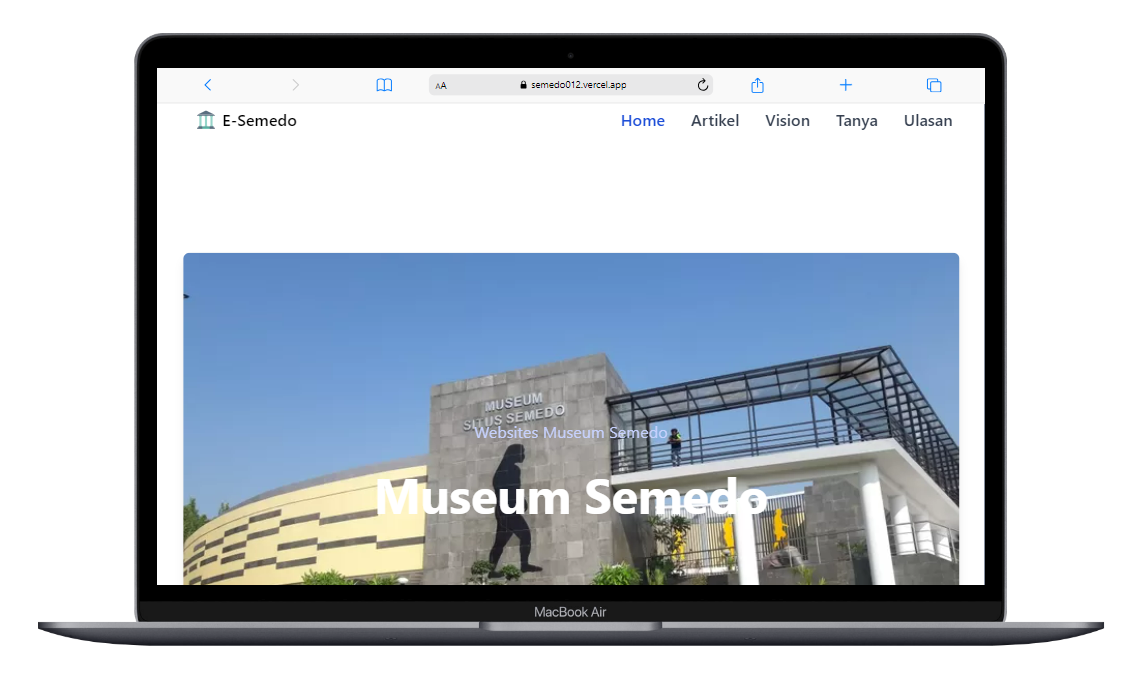 AA semedo012.vercel.app
E-Semedo Home Artikel Vision Tanya Ulasan
MUSEUM
SITUS SEMEDO
Websites Museum Semedo
Museum Semedo
MacBook Air